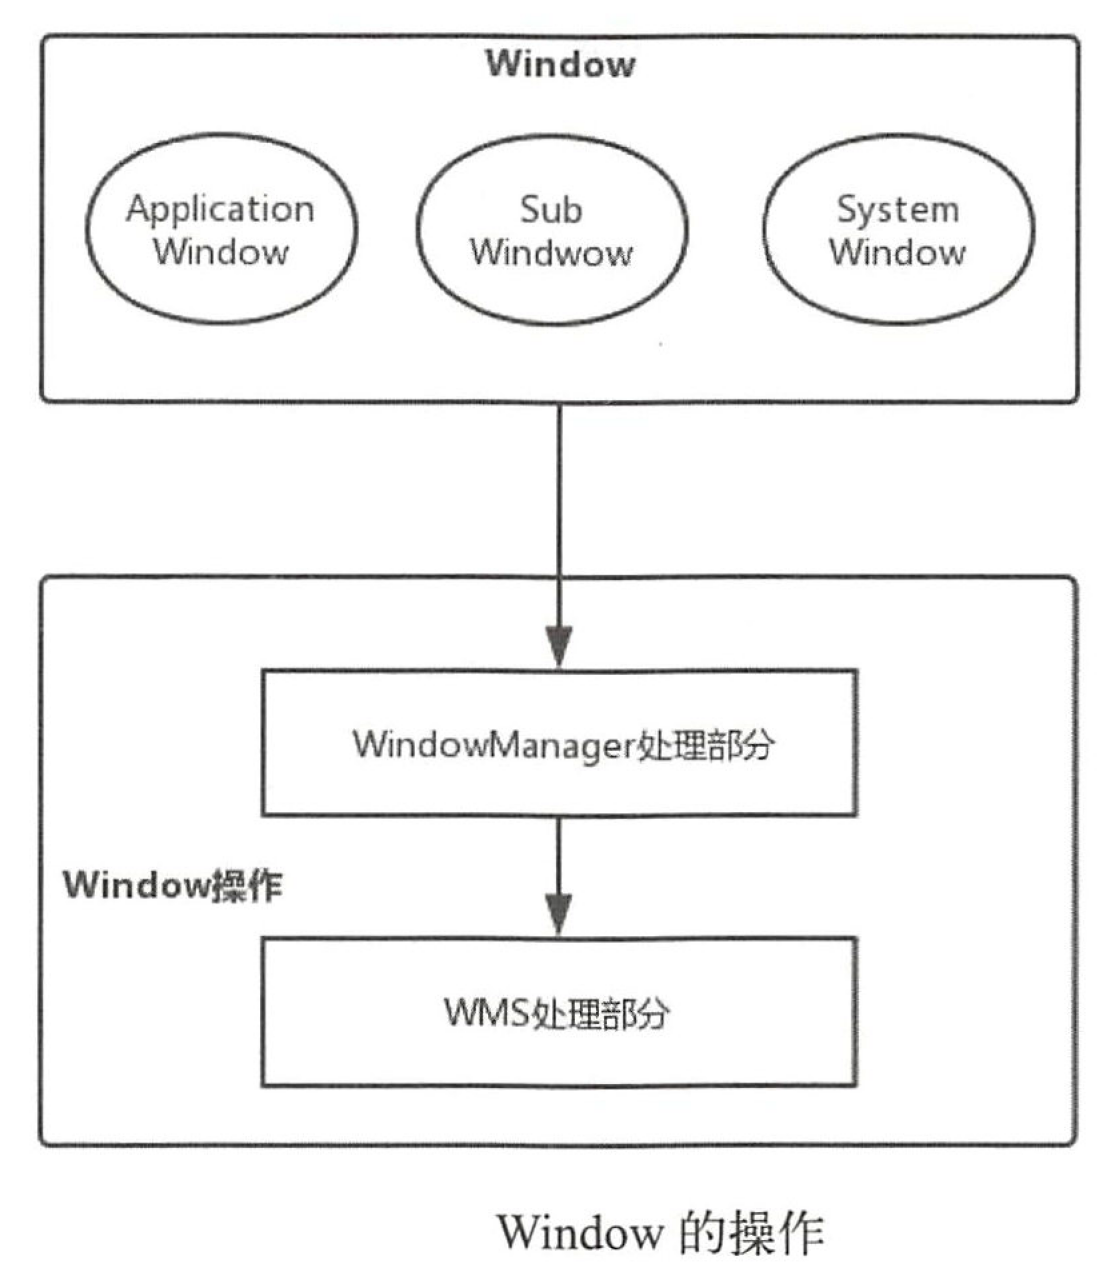 Window
Application
Window
Sub
Windwow
System
Window
WindowManager处理部分
Window操作
WMS处理部分
Window 的操作